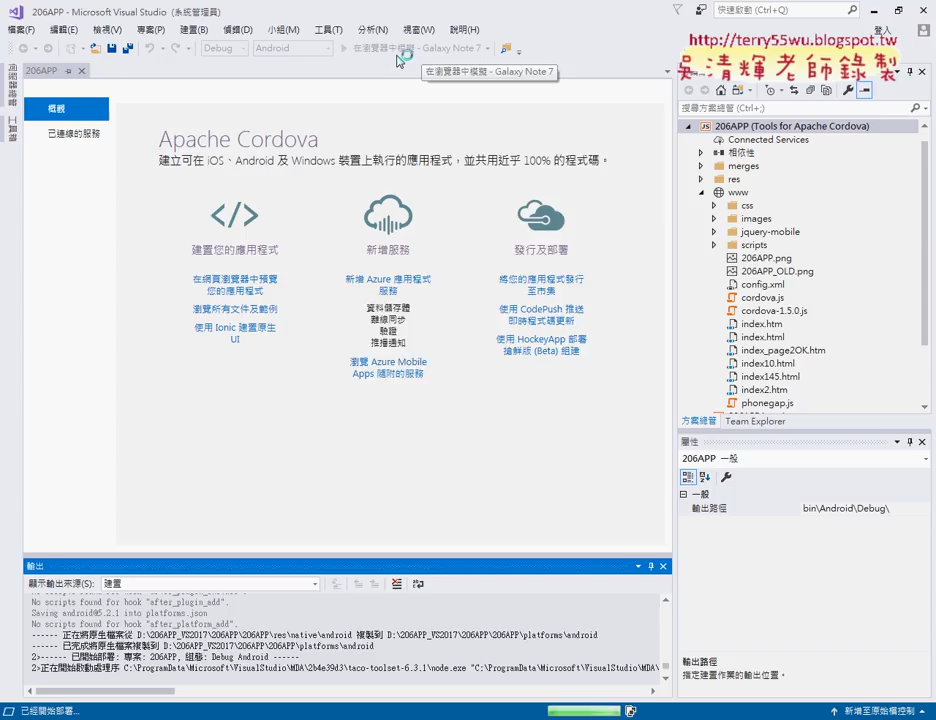 206APP - Microsoft Visual Studio (系統管理員)
快速啟動 (Ctrl+Q)
檔案(F) 編輯(E) 檢視(V) 專案(P) 建置(B) 偵錯(D) 小組(M) 工具(T) 分析(N) 視窗(W) 說明(H)
登入
http://terry55wu.blogspot.tw
吳清輝老師錄製
Debug Android 在瀏覽器中模擬 - Galaxy Note 7
在瀏覽器中模擬 - Galaxy Note 7
伺服器總管
工具箱
206APP
概觀
已連線的服務
Apache Cordova
建立可在 iOS、Android 及 Windows 裝置上執行的應用程式，並共用近乎 100% 的程式碼。
建置您的應用程式
在網頁瀏覽器中預覽
您的應用程式
瀏覽所有文件及範例
使用 Ionic 建置原生
UI
新增服務
新增 Azure 應用程式
服務
資料儲存體
離線同步
驗證
推播通知
瀏覽 Azure Mobile
Apps 隨附的服務
發行及部署
將您的應用程式發行
至市集
使用 CodePush 推送
即時程式碼更新
使用 HockeyApp 部署
搶鮮版 (Beta) 組建
搜尋方案總管 (Ctrl+;)
206APP (Tools for Apache Cordova)
Connected Services
相依性
merges
res
www
css
images
jquery-mobile
scripts
206APP.png
206APP_OLD.png
config.xml
cordova.js
cordova-1.5.0.js
index.htm
index.html
index_page2OK.htm
index10.html
index145.html
index2.htm
phonegap.js
方案總管 Team Explorer
屬性
206APP 一般
一般
輸出路徑 bin\Android\Debug\
輸出路徑
指定建置作業的輸出位置。
輸出
顯示輸出來源(S): 建置
No scripts found for hook "after_plugin_add".
Saving android@5.2.1 into platforms.json
No scripts found for hook "after_platform_add".
------ 正在將原生檔案從 D:\206APP_VS2017\206APP\206APP\res\native\android 複製到 D:\206APP_VS2017\206APP\206APP\platforms\android
------ 已完成將原生檔案複製到 D:\206APP_VS2017\206APP\206APP\platforms\android
2>------ 已開始部署: 專案: 206APP, 組態: Debug Android ------
2>正在開始啟動處理序 C:\ProgramData\Microsoft\VisualStudio\MDA\2b4e39d3\taco-toolset-6.3.1\node.exe "C:\ProgramData\Microsoft\VisualStudio\MDA\
已經開始部署... 新增至原始檔控制